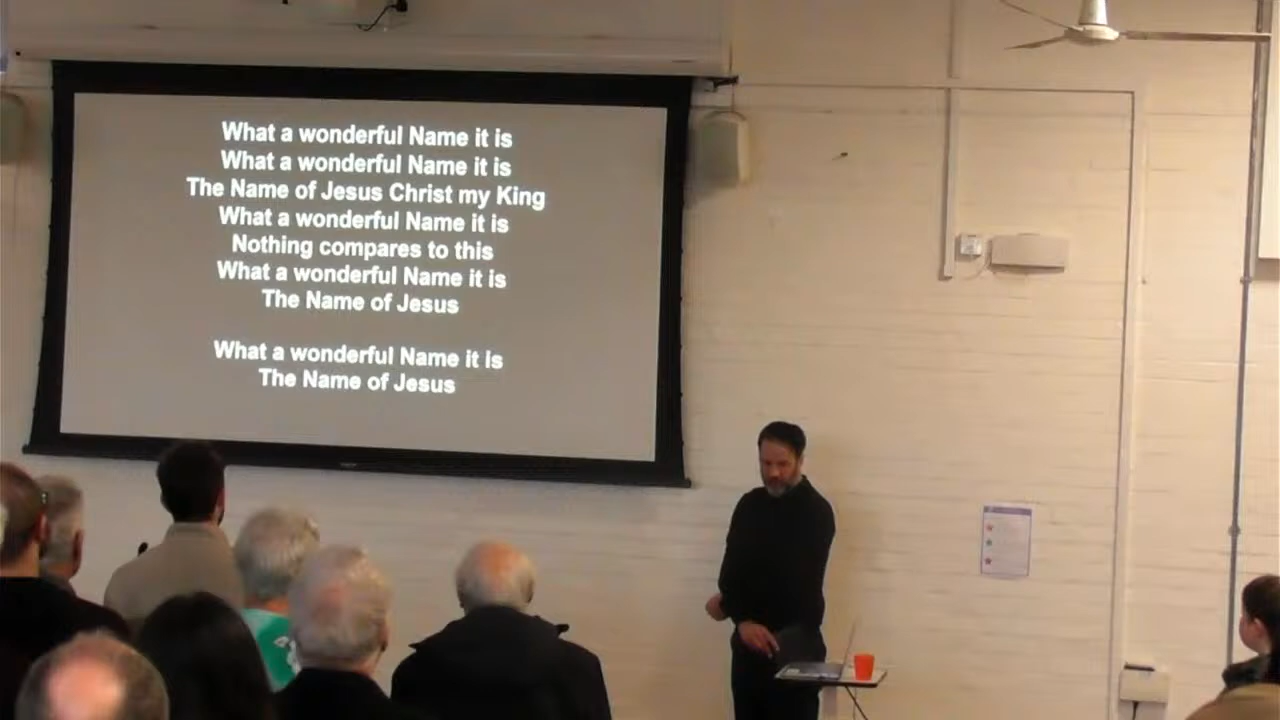 What a wonderful Name it is
What a wonderful Name it is
The Name of Jesus Christ my King
What a wonderful Name it is
Nothing compares to this
What a wonderful Name it is
The Name of Jesus
What a wonderful Name it is
The Name of Jesus